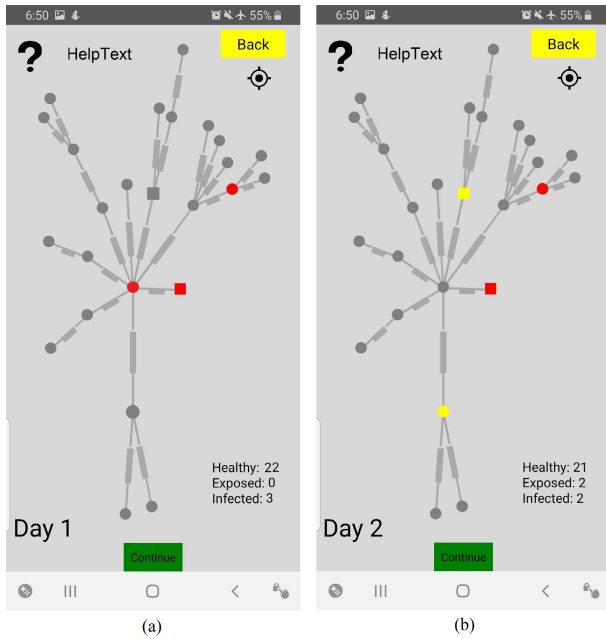 6:50 55%
? HelpText Back
Healthy: 22
Exposed: 0
Infected: 3
Day 1
Continue
(a)
6:50 55%
? HelpText Back
Healthy: 21
Exposed: 2
Infected: 2
Day 2
Continue
(b)